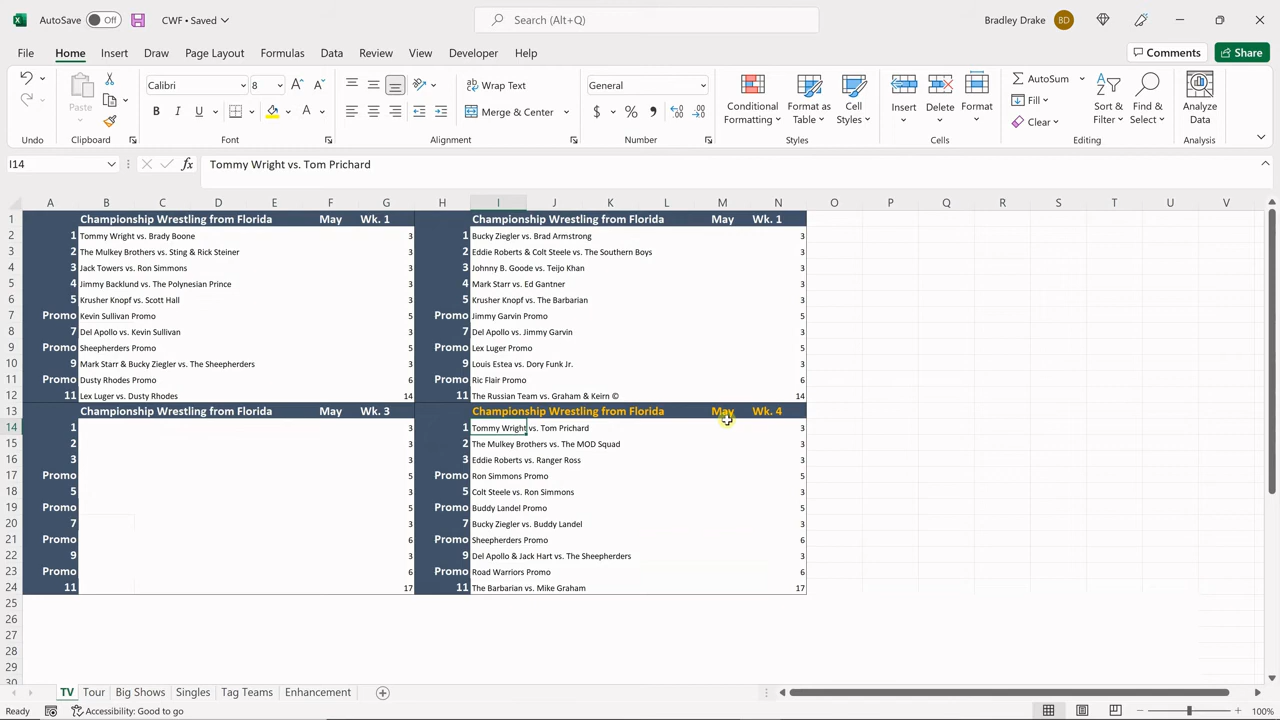 AutoSave Off CWF • Saved Search (Alt+Q) Bradley Drake BD
File Home Insert Draw Page Layout Formulas Data Review View Developer Help Comments Share
Calibri 8 Wrap Text General AutoSum
Paste B I U Merge & Center $ % Conditional Formatting Format as Table Cell Styles Insert Delete Format Fill Clear Sort & Filter Find & Select Analyze Data
Undo Clipboard Font Alignment Number Styles Cells Editing Analysis
I14 fx Tommy Wright vs. Tom Prichard
A B C D E F G H I J K L M N O P Q R S T U V
1 Championship Wrestling from Florida May Wk. 1 Championship Wrestling from Florida May Wk. 1
2 1 Tommy Wright vs. Brady Boone 3 1 Bucky Ziegler vs. Brad Armstrong 3
3 2 The Mulkey Brothers vs. Sting & Rick Steiner 3 2 Eddie Roberts & Colt Steele vs. The Southern Boys 3
4 3 Jack Towers vs. Ron Simmons 3 3 Johnny B. Goode vs. Teijo Khan 3
5 4 Jimmy Backlund vs. The Polynesian Prince 3 4 Mark Starr vs. Ed Gantner 3
6 5 Krusher Knopf vs. Scott Hall 3 5 Krusher Knopf vs. The Barbarian 3
7 Promo Kevin Sullivan Promo 5 Promo Jimmy Garvin Promo 5
8 7 Del Apollo vs. Kevin Sullivan 3 7 Del Apollo vs. Jimmy Garvin 3
9 Promo Sheepherders Promo 5 Promo Lex Luger Promo 5
10 9 Mark Starr & Bucky Ziegler vs. The Sheepherders 3 9 Louis Estea vs. Dory Funk Jr. 3
11 Promo Dusty Rhodes Promo 6 Promo Ric Flair Promo 6
12 11 Lex Luger vs. Dusty Rhodes 14 11 The Russian Team vs. Graham & Keirn © 14
13 Championship Wrestling from Florida May Wk. 3 Championship Wrestling from Florida May Wk. 4
14 1 3 1 Tommy Wright vs. Tom Prichard 3
15 2 3 2 The Mulkey Brothers vs. The MOD Squad 3
16 3 3 3 Eddie Roberts vs. Ranger Ross 3
17 Promo 5 Promo Ron Simmons Promo 5
18 5 3 5 Colt Steele vs. Ron Simmons 3
19 Promo 5 Promo Buddy Landel Promo 5
20 7 3 7 Bucky Ziegler vs. Buddy Landel 3
21 Promo 6 Promo Sheepherders Promo 6
22 9 3 9 Del Apollo & Jack Hart vs. The Sheepherders 3
23 Promo 6 Promo Road Warriors Promo 6
24 11 17 11 The Barbarian vs. Mike Graham 17
25
26
27
28
29
30
TV Tour Big Shows Singles Tag Teams Enhancement
Ready Accessibility: Good to go 100%